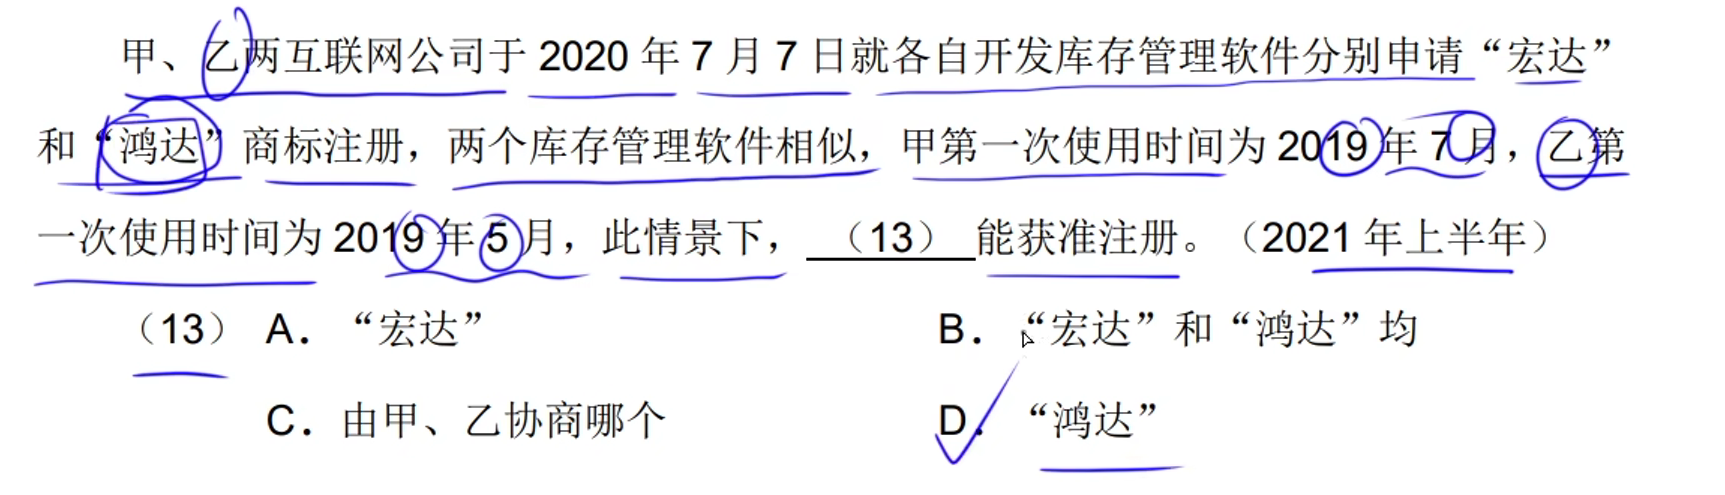 甲、乙两互联网公司于 2020 年 7 月 7 日就各自开发库存管理软件分别申请“宏达”
和“鸿达”商标注册，两个库存管理软件相似，甲第一次使用时间为 2019 年 7 月，乙第
一次使用时间为 2019 年 5 月，此情景下，（13）能获准注册。（2021 年上半年）
（13） A．“宏达” B．“宏达”和“鸿达”均
C．由甲、乙协商哪个 D．“鸿达”